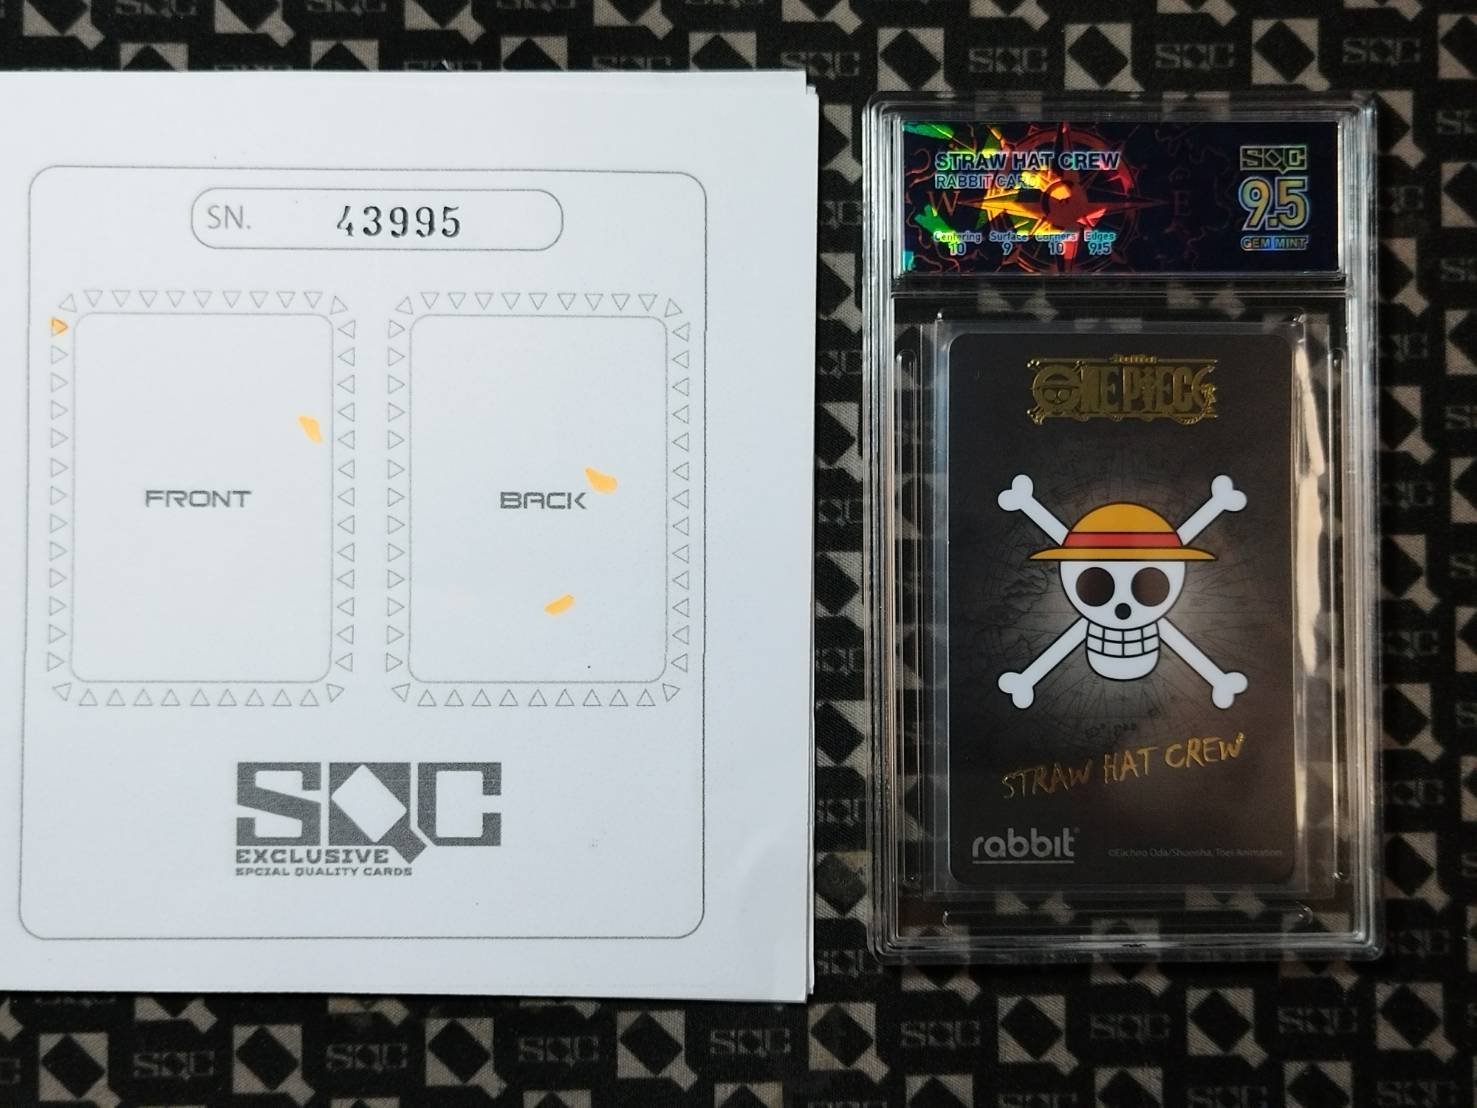 SN. 43995
FRONT
BACK
SQC
EXCLUSIVE
SPCIAL QUALITY CARDS
STRAW HAT CREW
RABBIT CARD
Centering Surface Corners Edges
10 9 10 9.5
SQC
9.5
GEM MINT
W
E
ONE PIECE
STRAW HAT CREW
rabbit
©Eiichiro Oda/Shueisha, Toei Animation